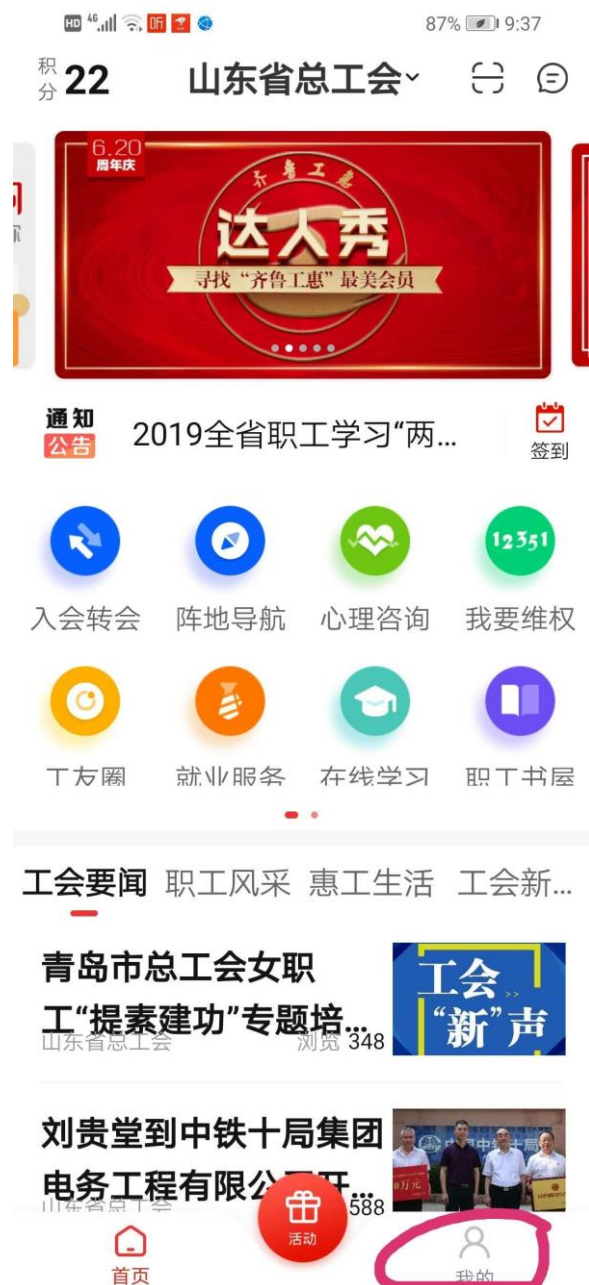 HD 4G 听 87% 9:37
积分 22 山东省总工会
6.20
周年庆
齐鲁工惠
达人秀
寻找“齐鲁工惠”最美会员
通知
公告
2019全省职工学习“两...
签到
入会转会 阵地导航 心理咨询 12351 我要维权
工友圈 就业服务 在线学习 职工书屋
工会要闻 职工风采 惠工生活 工会新...
青岛市总工会女职
工“提素建功”专题培...
山东省总工会 浏览 348
工会
“新”声
刘贵堂到中铁十局集团
电务工程有限公司开...
山东省总工会 588
活动
首页 我的